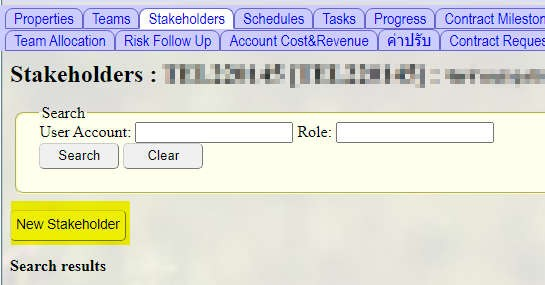 Properties Teams Stakeholders Schedules Tasks Progress Contract Mileston
Team Allocation Risk Follow Up Account Cost&Revenue ค่าปรับ Contract Reques
Stakeholders :
Search
User Account: Role:
Search Clear
New Stakeholder
Search results